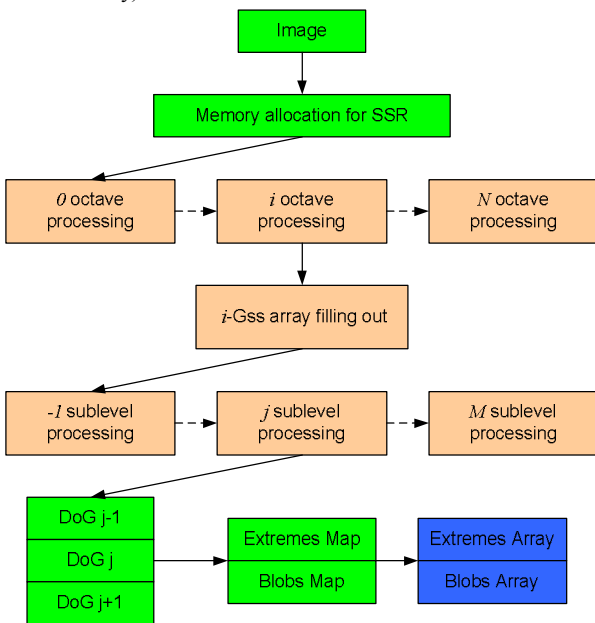 Image
Memory allocation for SSR
0 octave
processing
i octave
processing
N octave
processing
i-Gss array filling out
-1 sublevel
processing
j sublevel
processing
M sublevel
processing
DoG j-1
DoG j
DoG j+1
Extremes Map
Blobs Map
Extremes Array
Blobs Array